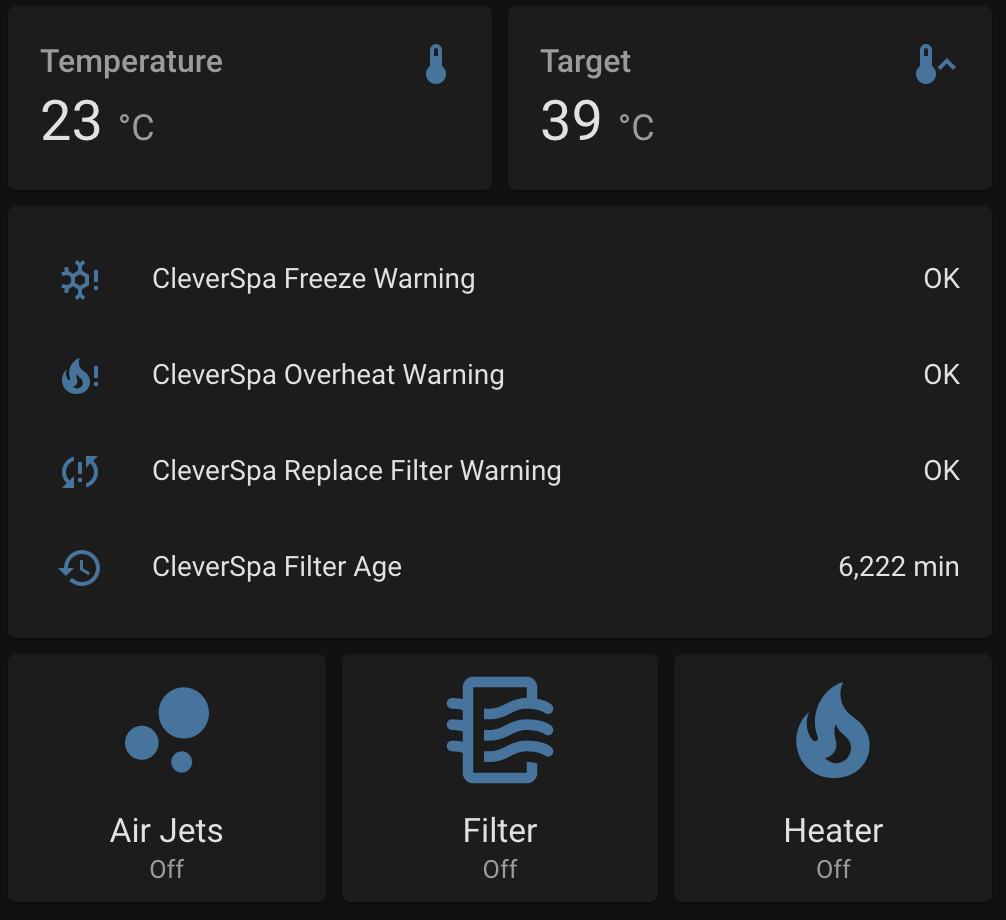 Temperature
23 °C
Target
39 °C
CleverSpa Freeze Warning OK
CleverSpa Overheat Warning OK
CleverSpa Replace Filter Warning OK
CleverSpa Filter Age 6,222 min
Air Jets
Off
Filter
Off
Heater
Off